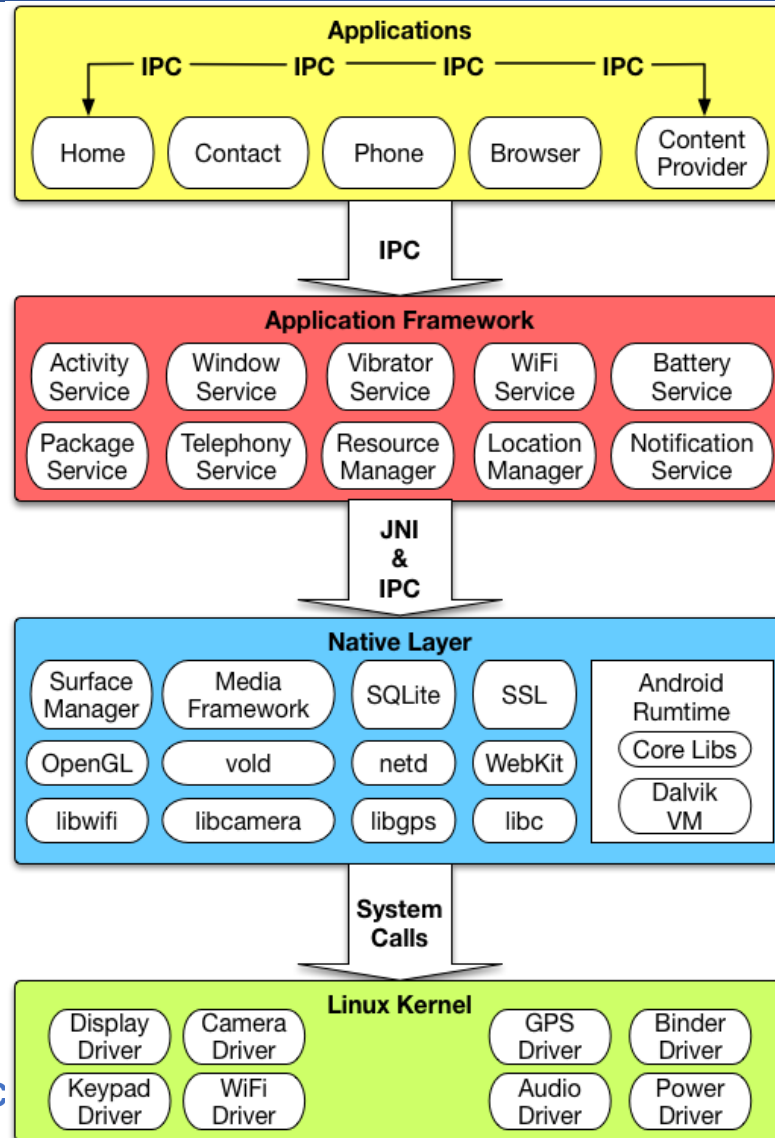 Applications
IPC IPC IPC IPC
Home
Contact
Phone
Browser
Content
Provider
IPC
Application Framework
Activity
Service
Window
Service
Vibrator
Service
WiFi
Service
Battery
Service
Package
Service
Telephony
Service
Resource
Manager
Location
Manager
Notification
Service
JNI
&
IPC
Native Layer
Surface
Manager
Media
Framework
SQLite
SSL
OpenGL
vold
netd
WebKit
libwifi
libcamera
libgps
libc
Android
Rumtime
Core Libs
Dalvik
VM
System
Calls
Linux Kernel
Display
Driver
Camera
Driver
GPS
Driver
Binder
Driver
Keypad
Driver
WiFi
Driver
Audio
Driver
Power
Driver